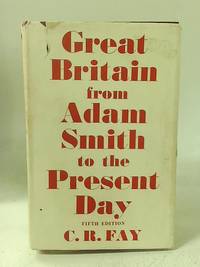 Great
Britain
from
Adam
Smith
to the
Present
Day
FIFTH EDITION
C. R. FAY